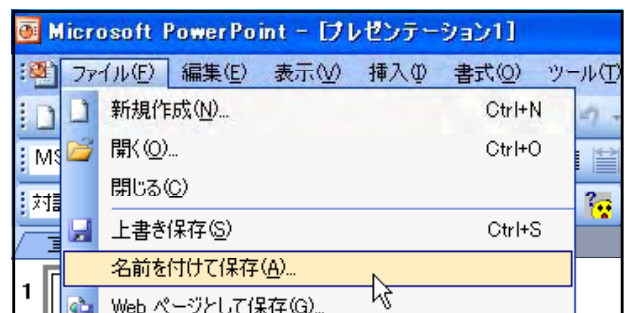 Microsoft PowerPoint - [プレゼンテーション1]
ファイル(F) 編集(E) 表示(V) 挿入(I) 書式(O) ツール(T)
新規作成(N)... Ctrl+N
開く(O)... Ctrl+O
MS
閉じる(C)
上書き保存(S) Ctrl+S
名前を付けて保存(A)...
1
Web ページとして保存(G)...